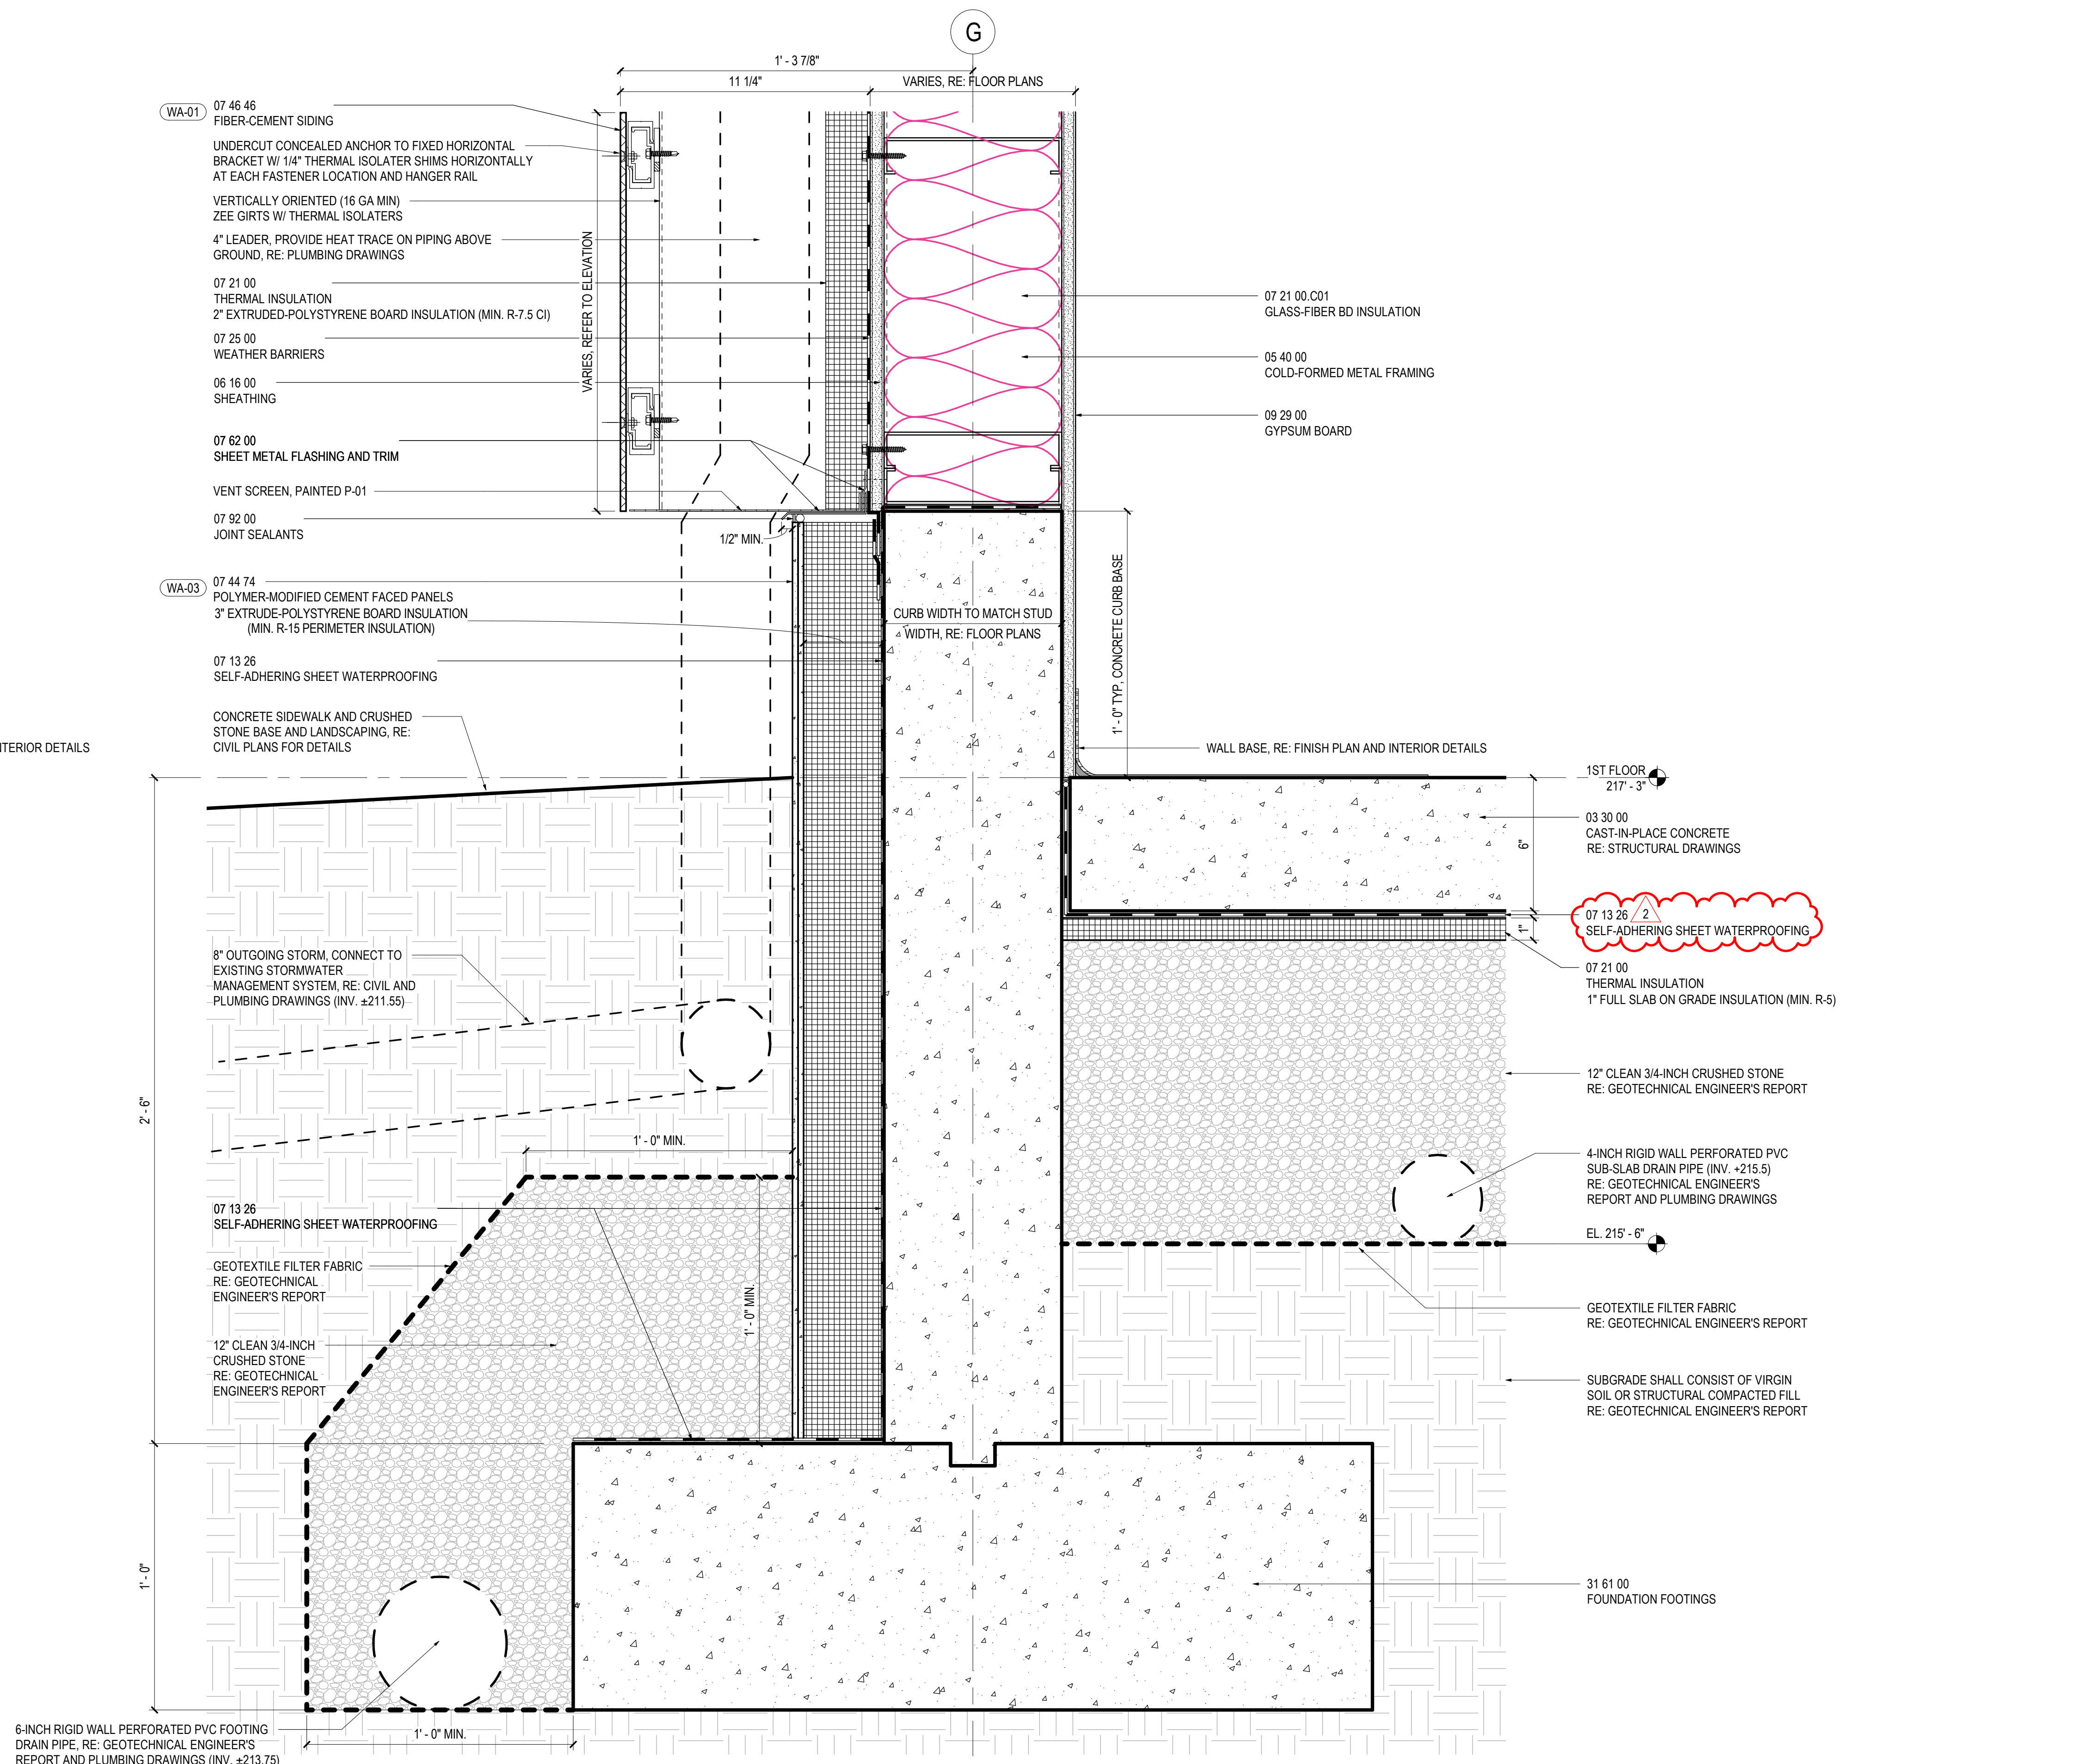 G
1' - 3 7/8"
11 1/4"
VARIES, RE: FLOOR PLANS
WA-01
07 46 46
FIBER-CEMENT SIDING
UNDERCUT CONCEALED ANCHOR TO FIXED HORIZONTAL
BRACKET W/ 1/4" THERMAL ISOLATER SHIMS HORIZONTALLY
AT EACH FASTENER LOCATION AND HANGER RAIL
VERTICALLY ORIENTED (16 GA MIN)
ZEE GIRTS W/ THERMAL ISOLATERS
4" LEADER, PROVIDE HEAT TRACE ON PIPING ABOVE
GROUND, RE: PLUMBING DRAWINGS
07 21 00
THERMAL INSULATION
2" EXTRUDED-POLYSTYRENE BOARD INSULATION (MIN. R-7.5 CI)
07 25 00
WEATHER BARRIERS
06 16 00
SHEATHING
07 62 00
SHEET METAL FLASHING AND TRIM
VENT SCREEN, PAINTED P-01
07 92 00
JOINT SEALANTS
VARIES, REFER TO ELEVATION
1/2" MIN.
WA-03
07 44 74
POLYMER-MODIFIED CEMENT FACED PANELS
3" EXTRUDE-POLYSTYRENE BOARD INSULATION
(MIN. R-15 PERIMETER INSULATION)
07 13 26
SELF-ADHERING SHEET WATERPROOFING
CONCRETE SIDEWALK AND CRUSHED
STONE BASE AND LANDSCAPING, RE:
CIVIL PLANS FOR DETAILS
NTERIOR DETAILS
07 21 00.C01
GLASS-FIBER BD INSULATION
05 40 00
COLD-FORMED METAL FRAMING
09 29 00
GYPSUM BOARD
CURB WIDTH TO MATCH STUD
WIDTH, RE: FLOOR PLANS
1' - 0" TYP, CONCRETE CURB BASE
WALL BASE, RE: FINISH PLAN AND INTERIOR DETAILS
1ST FLOOR
217' - 3"
03 30 00
CAST-IN-PLACE CONCRETE
RE: STRUCTURAL DRAWINGS
6"
07 13 26
2
SELF-ADHERING SHEET WATERPROOFING
1"
07 21 00
THERMAL INSULATION
1" FULL SLAB ON GRADE INSULATION (MIN. R-5)
8" OUTGOING STORM, CONNECT TO
EXISTING STORMWATER
MANAGEMENT SYSTEM, RE: CIVIL AND
PLUMBING DRAWINGS (INV. ±211.55)
2' - 6"
12" CLEAN 3/4-INCH CRUSHED STONE
RE: GEOTECHNICAL ENGINEER'S REPORT
1' - 0" MIN.
4-INCH RIGID WALL PERFORATED PVC
SUB-SLAB DRAIN PIPE (INV. +215.5)
RE: GEOTECHNICAL ENGINEER'S
REPORT AND PLUMBING DRAWINGS
07 13 26
SELF-ADHERING SHEET WATERPROOFING
EL. 215' - 6"
GEOTEXTILE FILTER FABRIC
RE: GEOTECHNICAL
ENGINEER'S REPORT
1' - 0" MIN.
GEOTEXTILE FILTER FABRIC
RE: GEOTECHNICAL ENGINEER'S REPORT
12" CLEAN 3/4-INCH
CRUSHED STONE
RE: GEOTECHNICAL
ENGINEER'S REPORT
SUBGRADE SHALL CONSIST OF VIRGIN
SOIL OR STRUCTURAL COMPACTED FILL
RE: GEOTECHNICAL ENGINEER'S REPORT
1' - 0"
31 61 00
FOUNDATION FOOTINGS
6-INCH RIGID WALL PERFORATED PVC FOOTING
DRAIN PIPE, RE: GEOTECHNICAL ENGINEER'S
REPORT AND PLUMBING DRAWINGS (INV. ±213.75)
1' - 0" MIN.